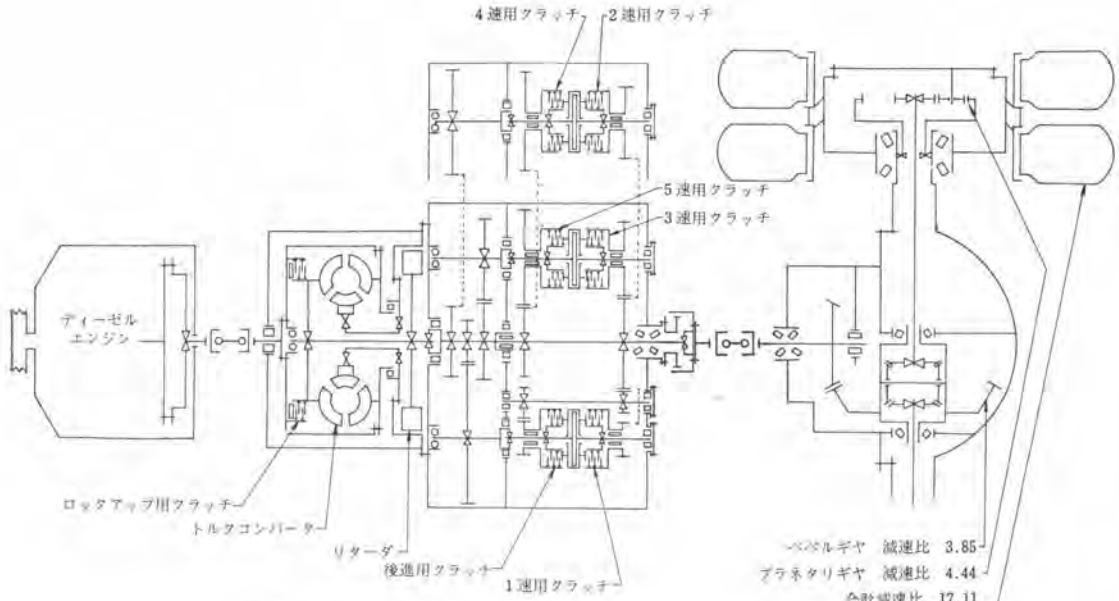 4速用クラッチ
2速用クラッチ
5速用クラッチ
3速用クラッチ
ディーゼル
エンジン
ロックアップ用クラッチ
トルクコンバータ
リターダ
後進用クラッチ
1速用クラッチ
ベベルギヤ 減速比 3.85
プラネタリギヤ 減速比 4.44
合計減速比 17.11